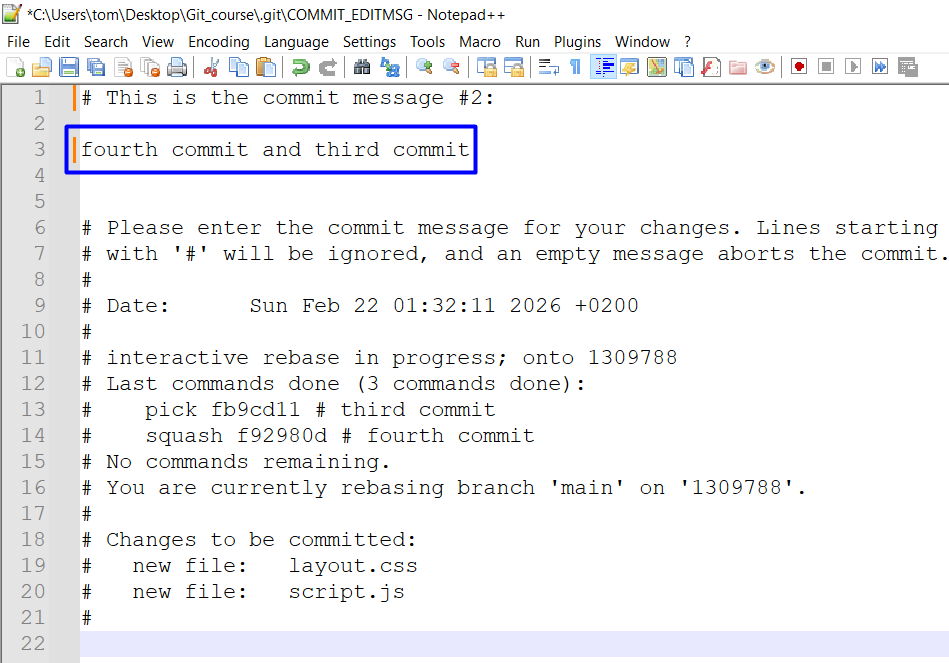 *C:\Users\tom\Desktop\Git_course\.git\COMMIT_EDITMSG - Notepad++
File Edit Search View Encoding Language Settings Tools Macro Run Plugins Window ?
1 # This is the commit message #2:
2
3 fourth commit and third commit
4
5
6 # Please enter the commit message for your changes. Lines starting
7 # with '#' will be ignored, and an empty message aborts the commit.
8 #
9 # Date:      Sun Feb 22 01:32:11 2026 +0200
10 #
11 # interactive rebase in progress; onto 1309788
12 # Last commands done (3 commands done):
13 #    pick fb9cd11 # third commit
14 #    squash f92980d # fourth commit
15 # No commands remaining.
16 # You are currently rebasing branch 'main' on '1309788'.
17 #
18 # Changes to be committed:
19 #   new file:   layout.css
20 #   new file:   script.js
21 #
22